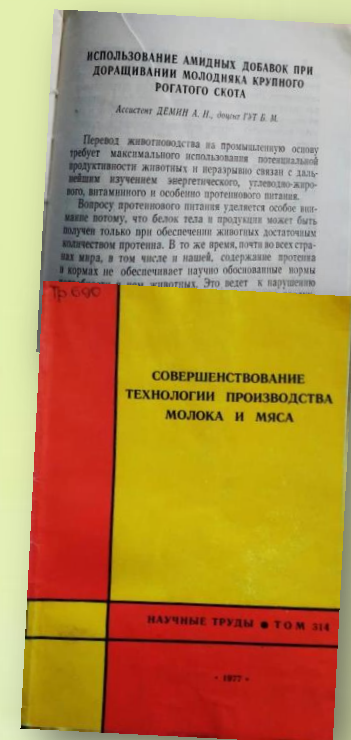 ИСПОЛЬЗОВАНИЕ АМИДНЫХ ДОБАВОК ПРИ
ДОРАЩИВАНИИ МОЛОДНЯКА КРУПНОГО
РОГАТОГО СКОТА
Ассистент ДЕМИН А. Н., доцент ГУТ Б. М.
Перевод животноводства на промышленную основу
требует максимального использования потенциальной
продуктивности животных и неразрывно связан с даль-
нейшим изучением энергетического, углеводно-жиро-
вого, витаминного и особенно протеинового питания.
Вопросу протеинового питания уделяется особое вни-
мание потому, что белок тела и продукции может быть
получен только при обеспечении животных достаточным
количеством протеина. В то же время, почти во всех стра-
нах мира, в том числе и нашей, содержание протеина
в кормах не обеспечивает научно обоснованные нормы
в нем животных. Это ведет к нарушению
Тр 690
СОВЕРШЕНСТВОВАНИЕ
ТЕХНОЛОГИИ ПРОИЗВОДСТВА
МОЛОКА И МЯСА
НАУЧНЫЕ ТРУДЫ ● ТОМ 314
- 1977 -